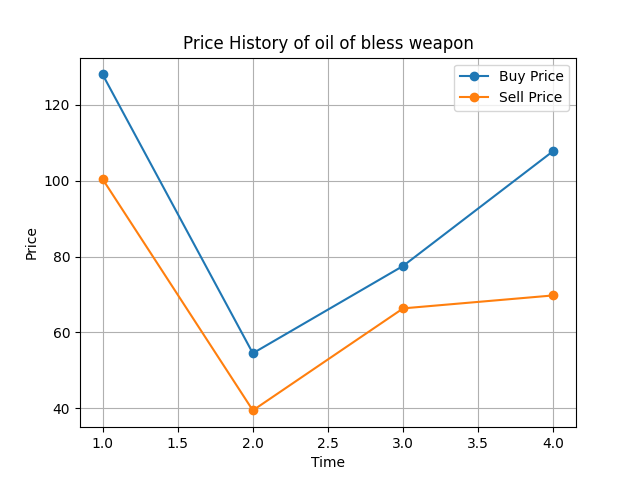 Price History of oil of bless weapon
Buy Price
Sell Price
Price
120
100
80
60
40
1.0 1.5 2.0 2.5 3.0 3.5 4.0
Time